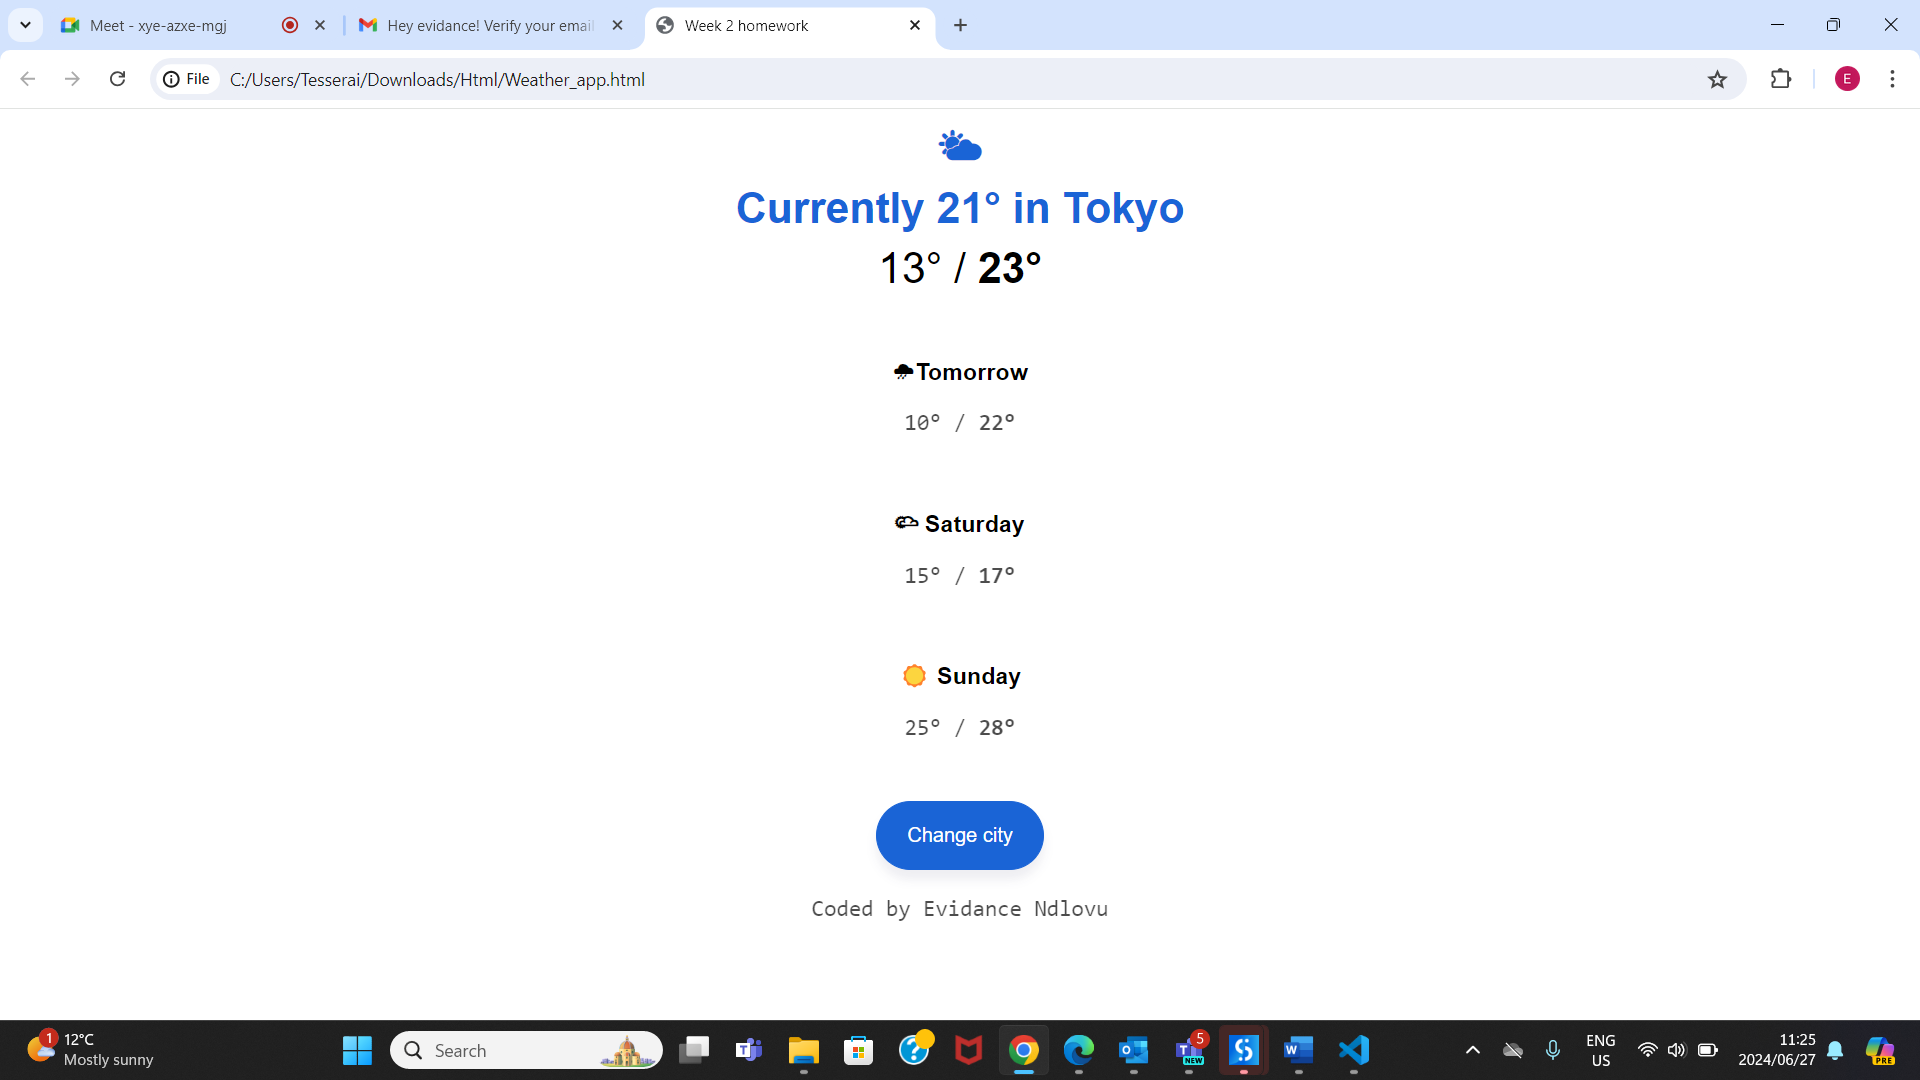 Meet - xye-azxe-mgj
Hey evidance! Verify your email
Week 2 homework
File
C:/Users/Tesserai/Downloads/Html/Weather_app.html
E
Currently 21° in Tokyo
13° / 23°
Tomorrow
10° / 22°
Saturday
15° / 17°
Sunday
25° / 28°
Change city
Coded by Evidance Ndlovu
1
12°C
Mostly sunny
Search
5
NEW
ENG
US
11:25
2024/06/27
PRE